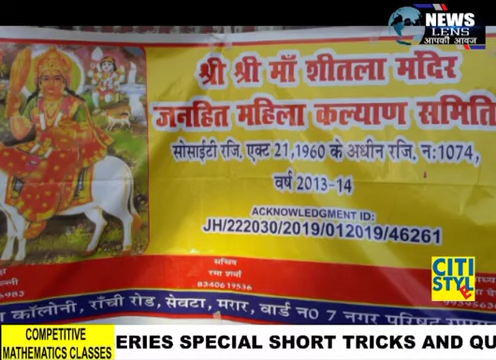 NEWS
LENS
आपकी आवाज
श्री श्री माँ शीतला मंदिर
जनहित महिला कल्याण समिति
सोसाईटी रजि. एक्ट 21,1960 के अधीन रजि. न:1074,
वर्ष 2013-14
ACKNOWLEDGMENT ID:
JH/222030/2019/012019/46261
सचिव
रमा शर्मा
8340619536
CITI
STYL
कॉलोनी, राँची रोड, सेवटा, मरार, वार्ड न0 7 नगर परिषद
COMPETITIVE
MATHEMATICS CLASSES
ERIES SPECIAL SHORT TRICKS AND QU